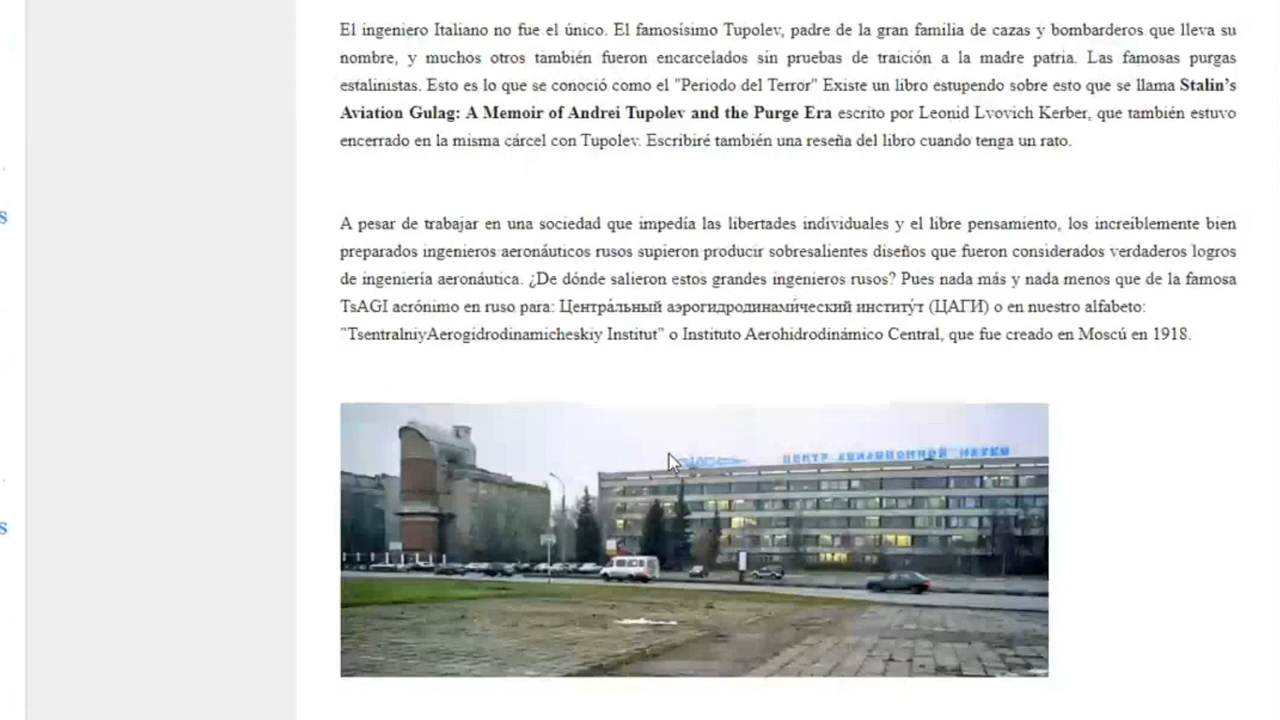 El ingeniero Italiano no fue el único. El famosísimo Tupolev, padre de la gran familia de cazas y bombarderos que lleva su
nombre, y muchos otros también fueron encarcelados sin pruebas de traición a la madre patria. Las famosas purgas
estalinistas. Esto es lo que se conoció como el "Periodo del Terror" Existe un libro estupendo sobre esto que se llama Stalin's
Aviation Gulag: A Memoir of Andrei Tupolev and the Purge Era escrito por Leonid Lvovich Kerber, que también estuvo
encerrado en la misma cárcel con Tupolev. Escribiré también una reseña del libro cuando tenga un rato.
A pesar de trabajar en una sociedad que impedía las libertades individuales y el libre pensamiento, los increíblemente bien
preparados ingenieros aeronáuticos rusos supieron producir sobresalientes diseños que fueron considerados verdaderos logros
de ingeniería aeronáutica. ¿De dónde salieron estos grandes ingenieros rusos? Pues nada más y nada menos que de la famosa
TsAGI acrónimo en ruso para: Центра́льный аэрогидродинами́ческий институ́т (ЦАГИ) o en nuestro alfabeto:
"TsentralniyAerogidrodinamicheskiy Institut" o Instituto Aerohidrodinámico Central, que fue creado en Moscú en 1918.
ЦЕНТР АВИАЦИОННОЙ НАУКИ
s
s